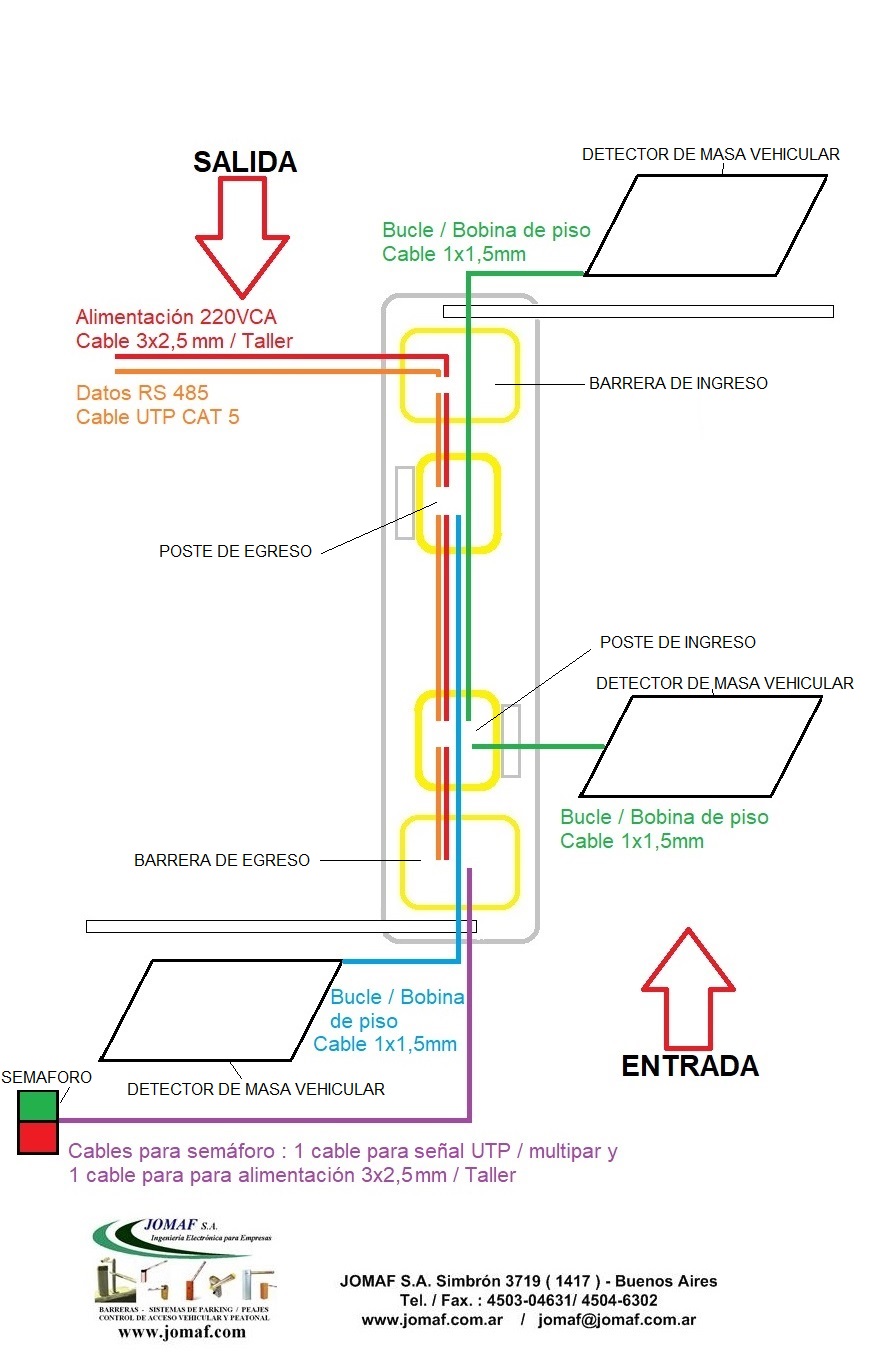 SALIDA
DETECTOR DE MASA VEHICULAR
Bucle / Bobina de piso
Cable 1x1,5mm
Alimentación 220VCA
Cable 3x2,5 mm / Taller
Datos RS 485
Cable UTP CAT 5
BARRERA DE INGRESO
POSTE DE EGRESO
POSTE DE INGRESO
DETECTOR DE MASA VEHICULAR
Bucle / Bobina de piso
Cable 1x1,5mm
BARRERA DE EGRESO
Bucle / Bobina
de piso
Cable 1x1,5mm
ENTRADA
SEMAFORO
DETECTOR DE MASA VEHICULAR
Cables para semáforo : 1 cable para señal UTP / multipar y
1 cable para para alimentación 3x2,5mm / Taller
JOMAF S.A.
Ingeniería Electrónica para Empresas
BARRERAS - SISTEMAS DE PARKING / PEAJES
CONTROL DE ACCESO VEHICULAR Y PEATONAL
www.jomaf.com
JOMAF S.A. Simbrón 3719 ( 1417 ) - Buenos Aires
Tel. / Fax. : 4503-04631/ 4504-6302
www.jomaf.com.ar / jomaf@jomaf.com.ar